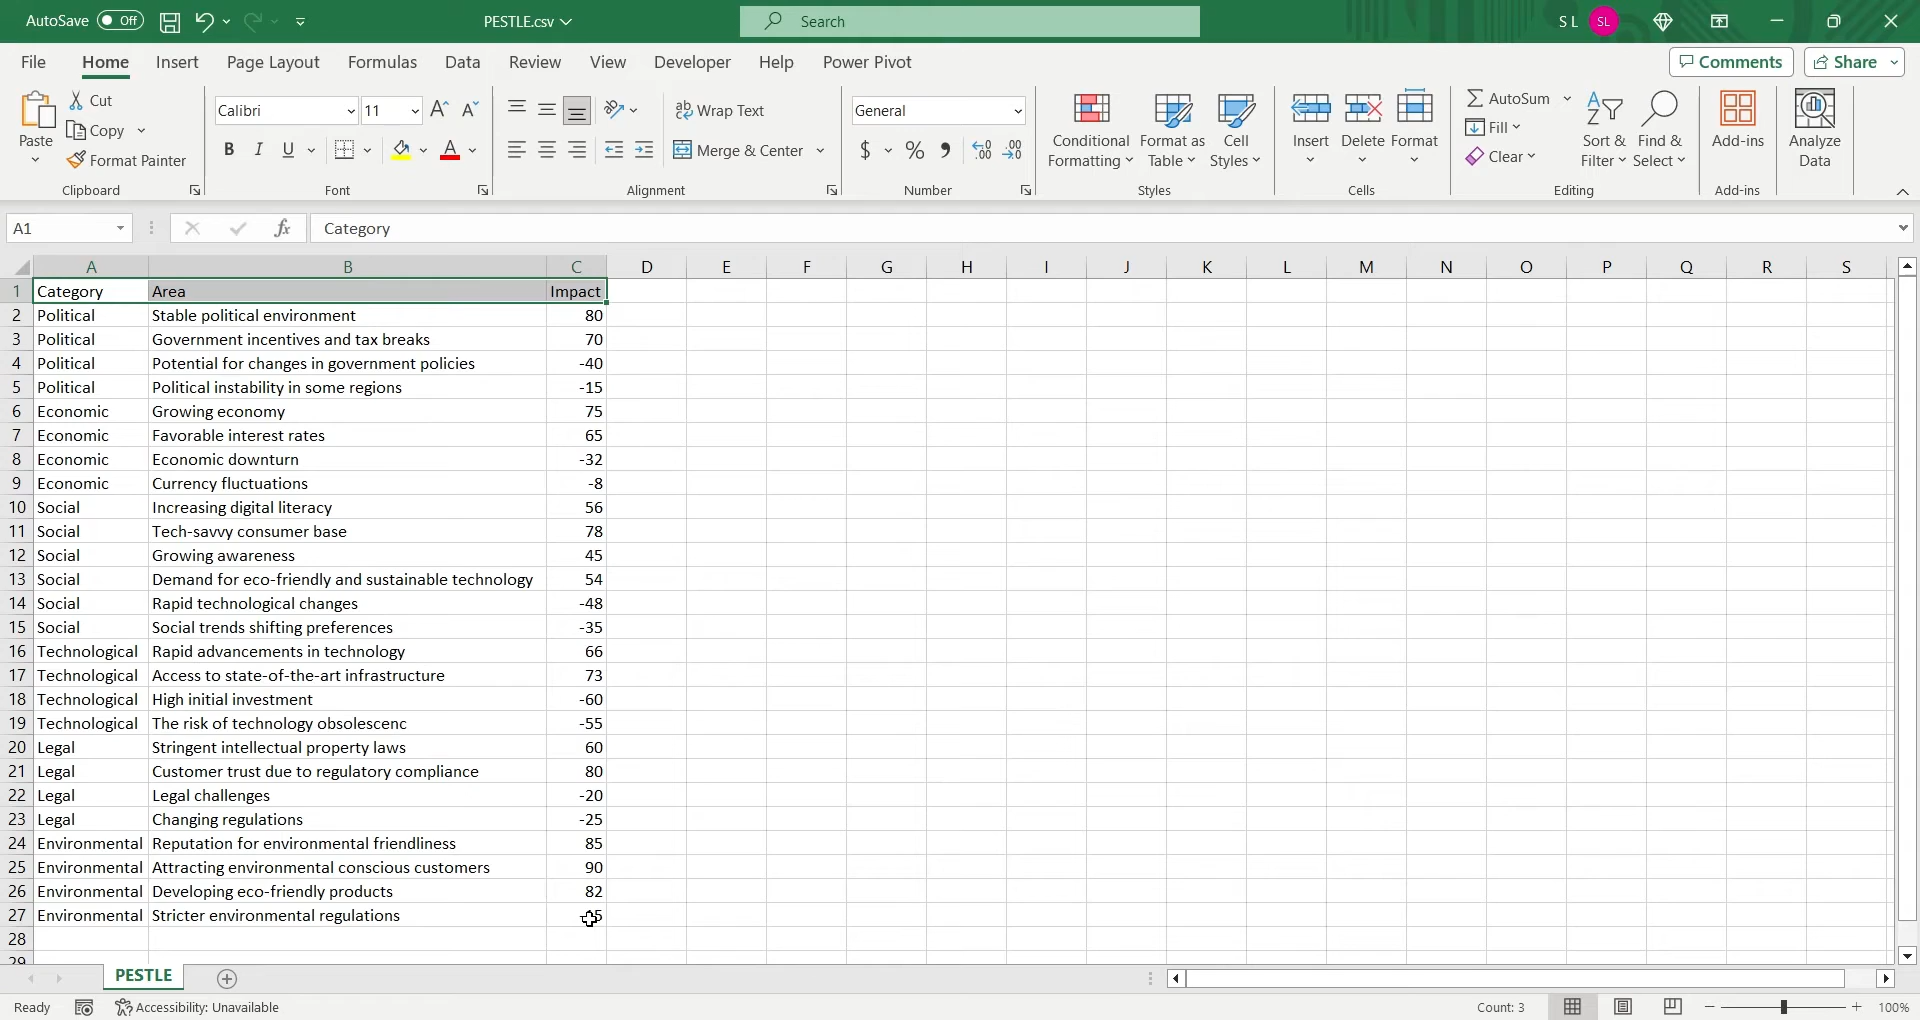 AutoSave Off PESTLE.csv Search S L SL
File Home Insert Page Layout Formulas Data Review View Developer Help Power Pivot Comments Share
Paste Cut Copy Format Painter Clipboard
Calibri 11 B I U A Font
Wrap Text Merge & Center Alignment
General $ % Number
Conditional Formatting Format as Table Cell Styles Styles
Insert Delete Format Cells
AutoSum Fill Clear Sort & Filter Find & Select Editing
Add-ins Add-ins
Analyze Data
A1 fx Category
A B C D E F G H I J K L M N O P Q R S
1 Category Area Impact
2 Political Stable political environment 80
3 Political Government incentives and tax breaks 70
4 Political Potential for changes in government policies -40
5 Political Political instability in some regions -15
6 Economic Growing economy 75
7 Economic Favorable interest rates 65
8 Economic Economic downturn -32
9 Economic Currency fluctuations -8
10 Social Increasing digital literacy 56
11 Social Tech-savvy consumer base 78
12 Social Growing awareness 45
13 Social Demand for eco-friendly and sustainable technology 54
14 Social Rapid technological changes -48
15 Social Social trends shifting preferences -35
16 Technological Rapid advancements in technology 66
17 Technological Access to state-of-the-art infrastructure 73
18 Technological High initial investment -60
19 Technological The risk of technology obsolescenc -55
20 Legal Stringent intellectual property laws 60
21 Legal Customer trust due to regulatory compliance 80
22 Legal Legal challenges -20
23 Legal Changing regulations -25
24 Environmental Reputation for environmental friendliness 85
25 Environmental Attracting environmental conscious customers 90
26 Environmental Developing eco-friendly products 82
27 Environmental Stricter environmental regulations
28
29
PESTLE
Ready Accessibility: Unavailable Count: 3 100%